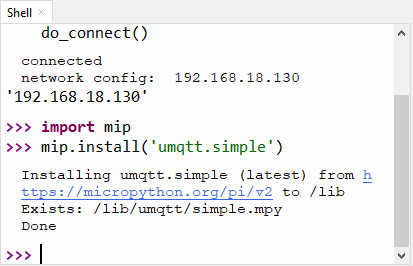 Shell ×
do_connect()
connected
network config:  192.168.18.130
'192.168.18.130'
>>> import mip
>>> mip.install('umqtt.simple')
Installing umqtt.simple (latest) from h
ttps://micropython.org/pi/v2 to /lib
Exists: /lib/umqtt/simple.mpy
Done
>>>